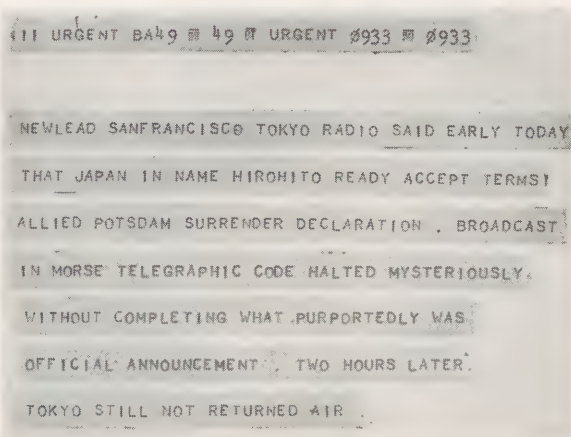 URGENT BA49 49 URGENT Ø933 Ø933
NEWLEAD SANFRANCISCO TOKYO RADIO SAID EARLY TODAY
THAT JAPAN IN NAME HIROHITO READY ACCEPT TERMS
ALLIED POTSDAM SURRENDER DECLARATION . BROADCAST
IN MORSE TELEGRAPHIC CODE HALTED MYSTERIOUSLY
WITHOUT COMPLETING WHAT PURPORTEDLY WAS
OFFICIAL ANNOUNCEMENT . TWO HOURS LATER
TOKYO STILL NOT RETURNED AIR .